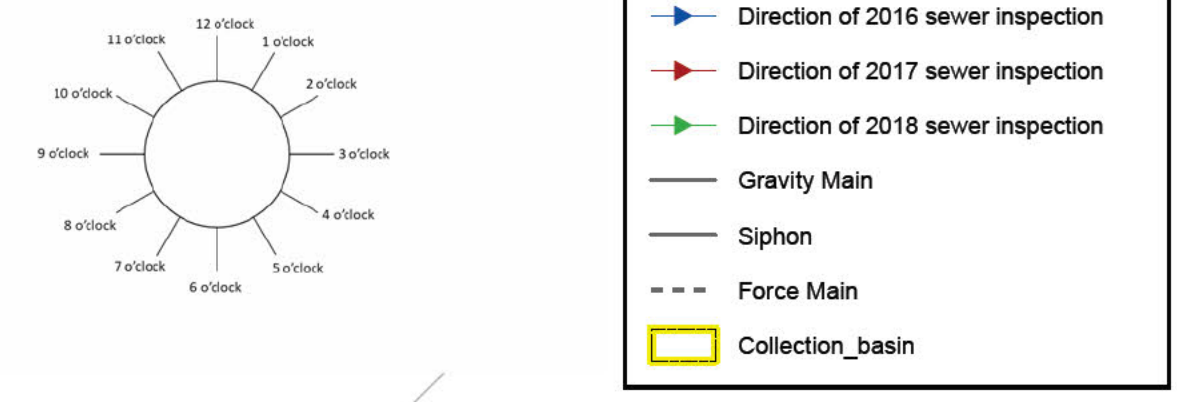 12 o'clock
11 o'clock
1 o'clock
2 o'clock
10 o'clock
9 o'clock
3 o'clock
4 o'clock
8 o'clock
7 o'clock
5 o'clock
6 o'clock
Direction of 2016 sewer inspection
Direction of 2017 sewer inspection
Direction of 2018 sewer inspection
Gravity Main
Siphon
Force Main
Collection_basin